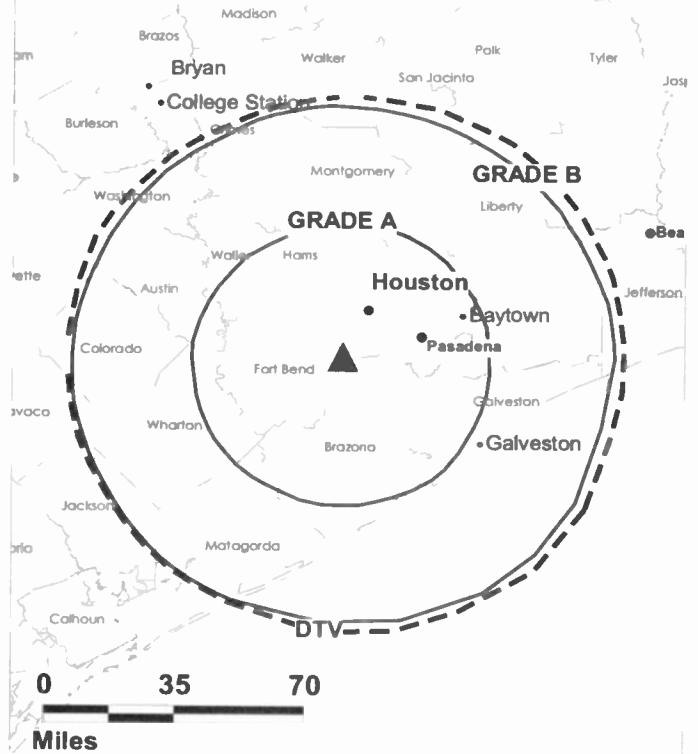 Madison
Brazos
Walker
Polk
Tyler
San Jacinto
Bryan
College Station
Burleson
Grimes
Montgomery
GRADE B
Washington
Liberty
GRADE A
Bea
Waller
Harris
Houston
Austin
Jefferson
Baytown
Pasadena
Colorado
Fort Bend
Galveston
Wharton
Brazoria
Galveston
Jackson
Matagorda
Calhoun
DTV
0 35 70
Miles